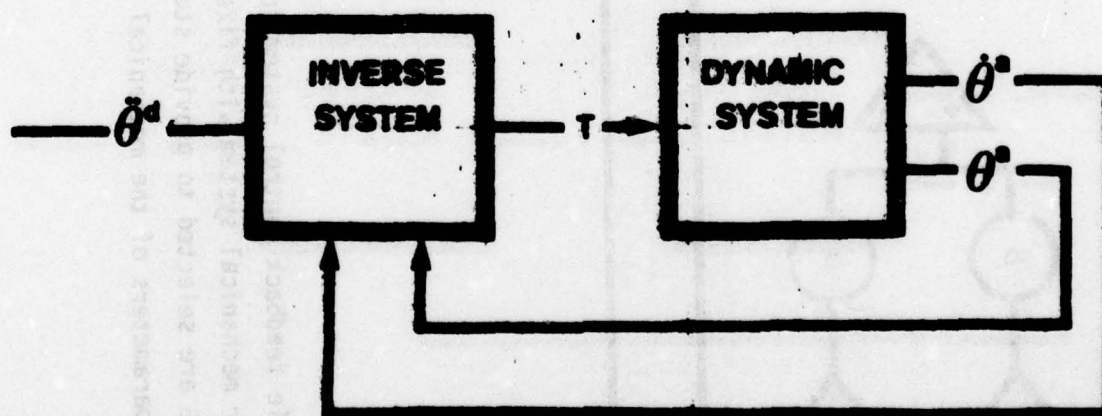 INVERSE
SYSTEM
DYNAMIC
SYSTEM
θ̈ᵈ
T
θ̇ᵃ
θᵃ